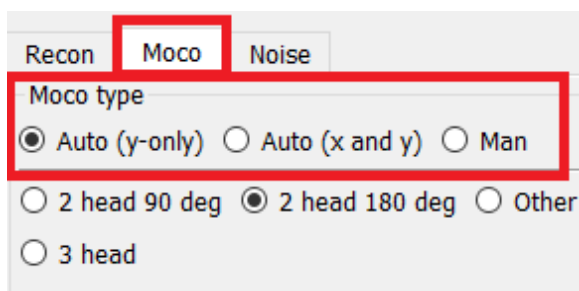 Recon Moco Noise
Moco type
Auto (y-only) Auto (x and y) Man
2 head 90 deg 2 head 180 deg Other
3 head